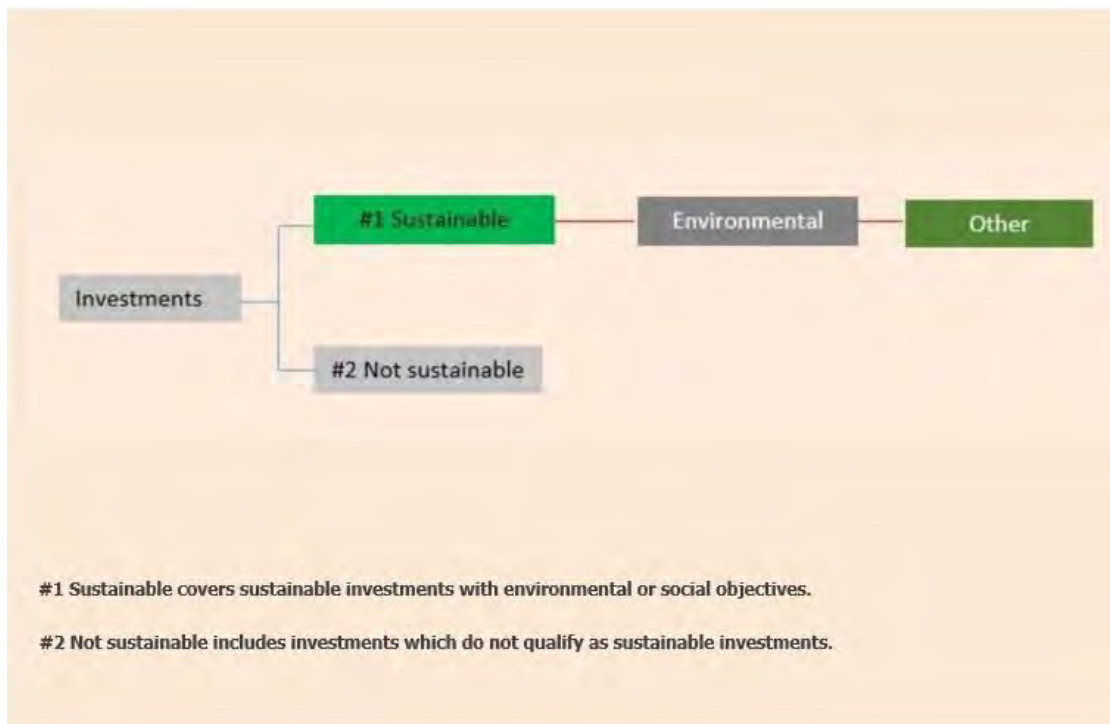 #1 Sustainable
Environmental
Other
Investments
#2 Not sustainable
#1 Sustainable covers sustainable investments with environmental or social objectives.
#2 Not sustainable includes investments which do not qualify as sustainable investments.